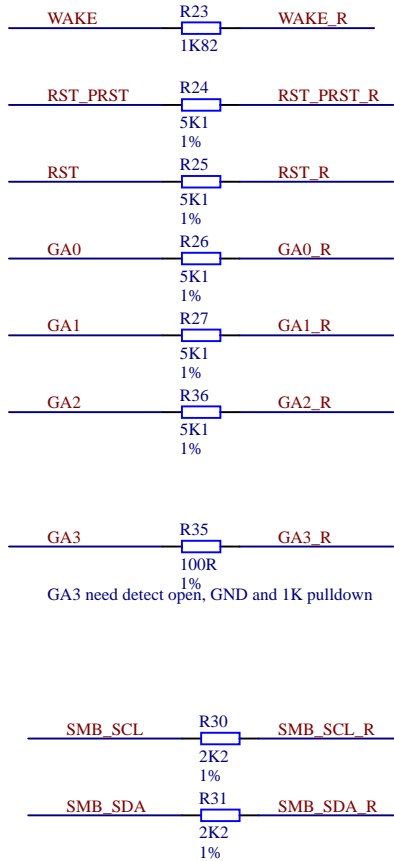 WAKE R23 WAKE_R
1K82
RST_PRST R24 RST_PRST_R
5K1
1%
RST R25 RST_R
5K1
1%
GA0 R26 GA0_R
5K1
1%
GA1 R27 GA1_R
5K1
1%
GA2 R36 GA2_R
5K1
1%
GA3 R35 GA3_R
100R
1%
GA3 need detect open, GND and 1K pulldown
SMB_SCL R30 SMB_SCL_R
2K2
1%
SMB_SDA R31 SMB_SDA_R
2K2
1%